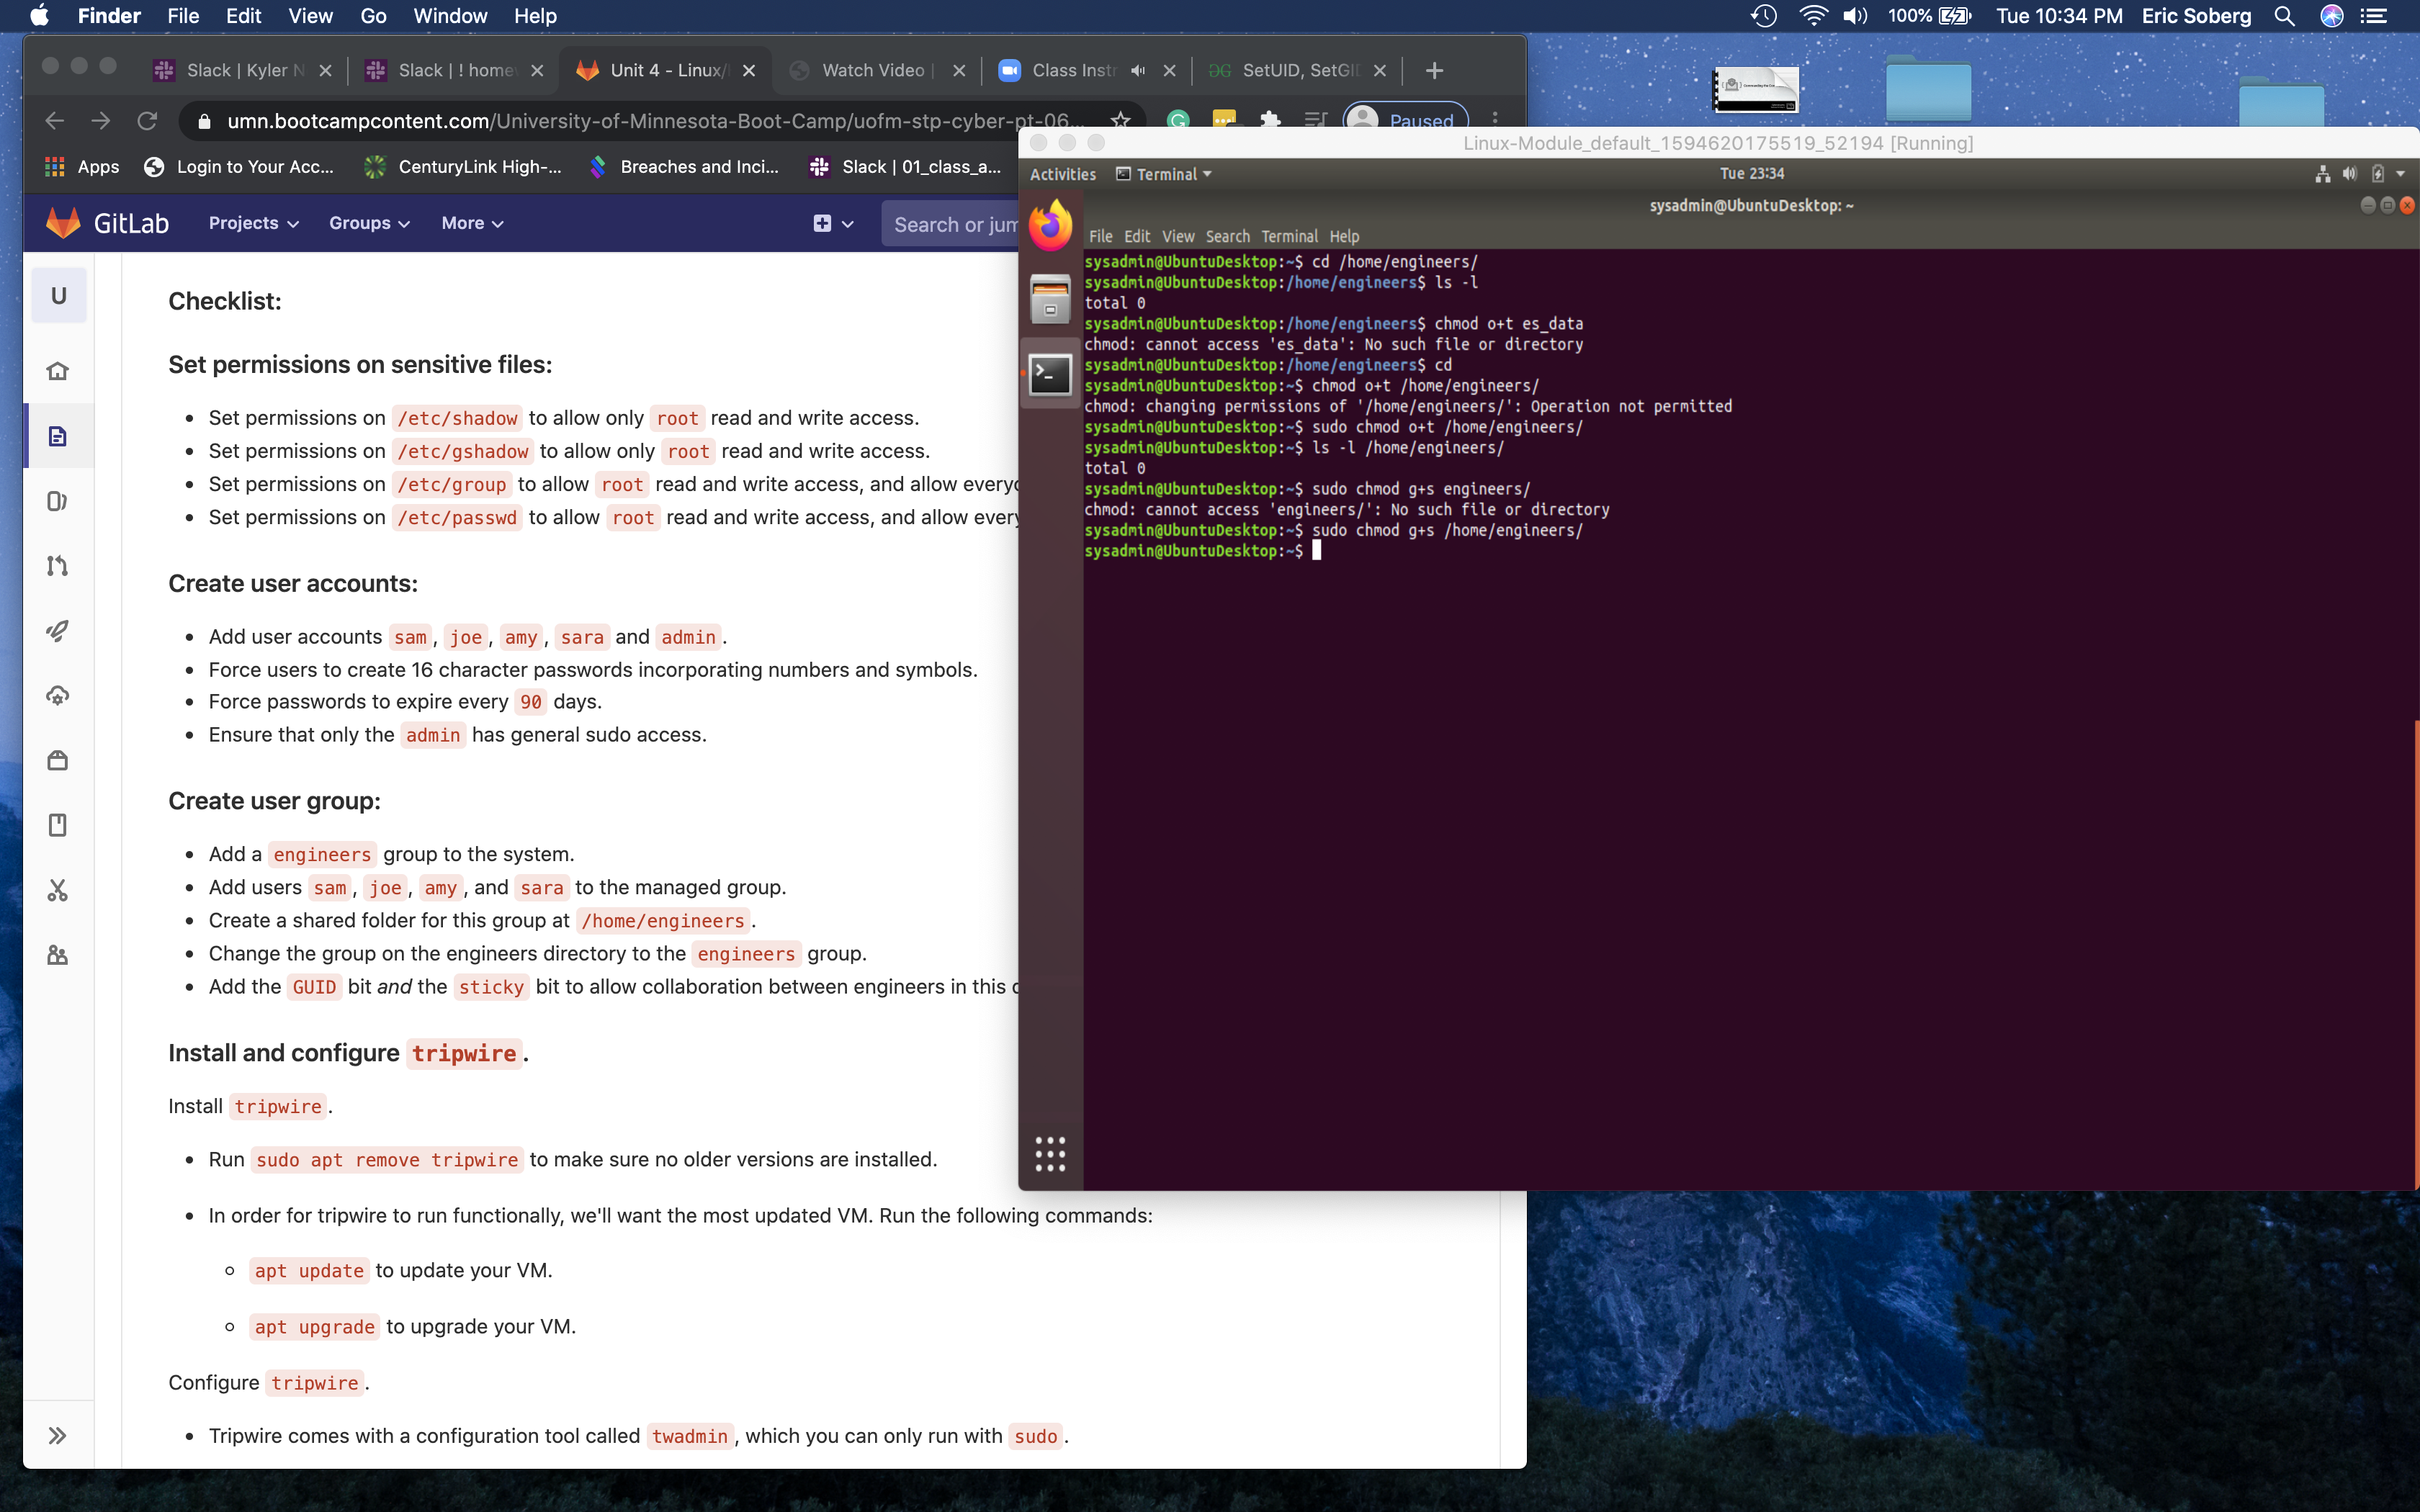 Finder File Edit View Go Window Help
100% Tue 10:34 PM Eric Soberg
Slack | Kyler N
Slack | ! homew
Unit 4 - Linux/
Watch Video |
Class Instr
SetUID, SetGID
umn.bootcampcontent.com/University-of-Minnesota-Boot-Camp/uofm-stp-cyber-pt-06...
Paused
Apps Login to Your Acc... CenturyLink High-... Breaches and Inci... Slack | 01_class_a...
GitLab Projects Groups More Search or jum
U
Checklist:
Set permissions on sensitive files:
• Set permissions on /etc/shadow to allow only root read and write access.
• Set permissions on /etc/gshadow to allow only root read and write access.
• Set permissions on /etc/group to allow root read and write access, and allow everyo
• Set permissions on /etc/passwd to allow root read and write access, and allow every
Create user accounts:
• Add user accounts sam, joe, amy, sara and admin.
• Force users to create 16 character passwords incorporating numbers and symbols.
• Force passwords to expire every 90 days.
• Ensure that only the admin has general sudo access.
Create user group:
• Add a engineers group to the system.
• Add users sam, joe, amy, and sara to the managed group.
• Create a shared folder for this group at /home/engineers.
• Change the group on the engineers directory to the engineers group.
• Add the GUID bit and the sticky bit to allow collaboration between engineers in this
Install and configure tripwire.
Install tripwire.
• Run sudo apt remove tripwire to make sure no older versions are installed.
• In order for tripwire to run functionally, we'll want the most updated VM. Run the following commands:
apt update to update your VM.
apt upgrade to upgrade your VM.
Configure tripwire.
• Tripwire comes with a configuration tool called twadmin, which you can only run with sudo.
Linux-Module_default_1594620175519_52194 [Running]
Activities Terminal Tue 23:34
sysadmin@UbuntuDesktop: ~
File Edit View Search Terminal Help
sysadmin@UbuntuDesktop:~$ cd /home/engineers/
sysadmin@UbuntuDesktop:/home/engineers$ ls -l
total 0
sysadmin@UbuntuDesktop:/home/engineers$ chmod o+t es_data
chmod: cannot access 'es_data': No such file or directory
sysadmin@UbuntuDesktop:/home/engineers$ cd
sysadmin@UbuntuDesktop:~$ chmod o+t /home/engineers/
chmod: changing permissions of '/home/engineers/': Operation not permitted
sysadmin@UbuntuDesktop:~$ sudo chmod o+t /home/engineers/
sysadmin@UbuntuDesktop:~$ ls -l /home/engineers/
total 0
sysadmin@UbuntuDesktop:~$ sudo chmod g+s engineers/
chmod: cannot access 'engineers/': No such file or directory
sysadmin@UbuntuDesktop:~$ sudo chmod g+s /home/engineers/
sysadmin@UbuntuDesktop:~$